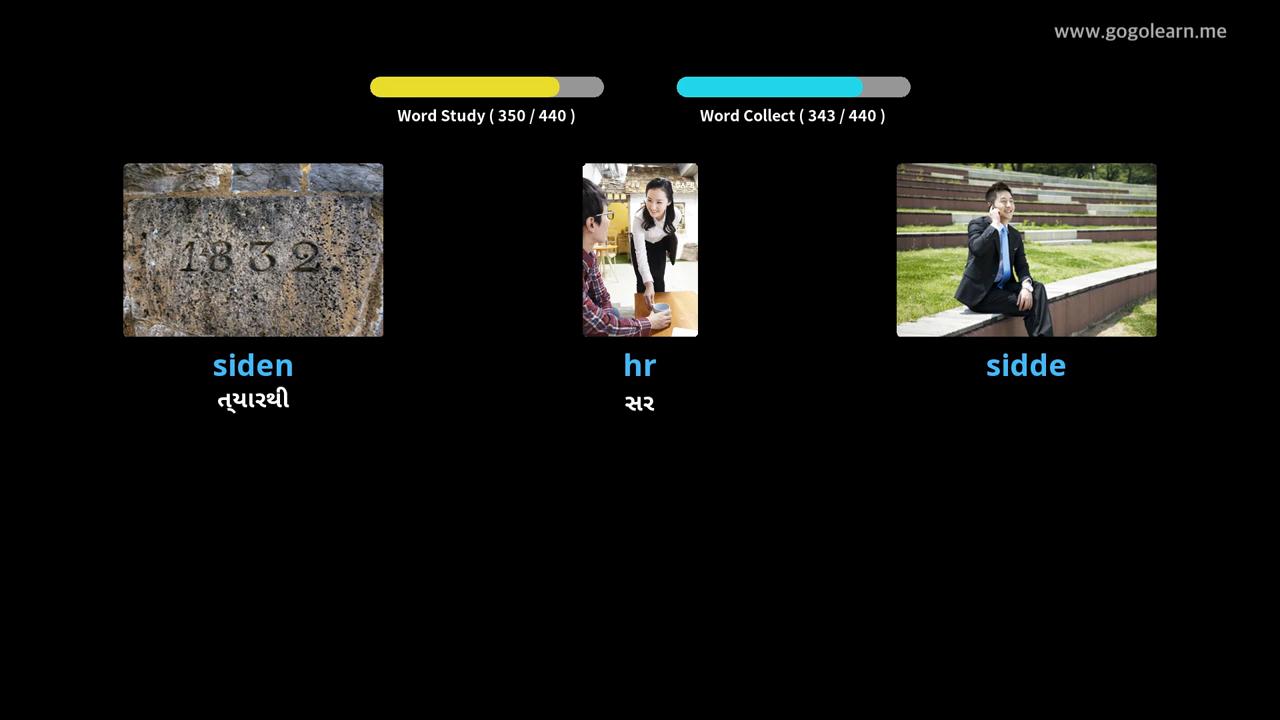 www.gogolearn.me
Word Study ( 350 / 440 )
Word Collect ( 343 / 440 )
1832.
siden
hr
sidde
ત્યારથી
સર